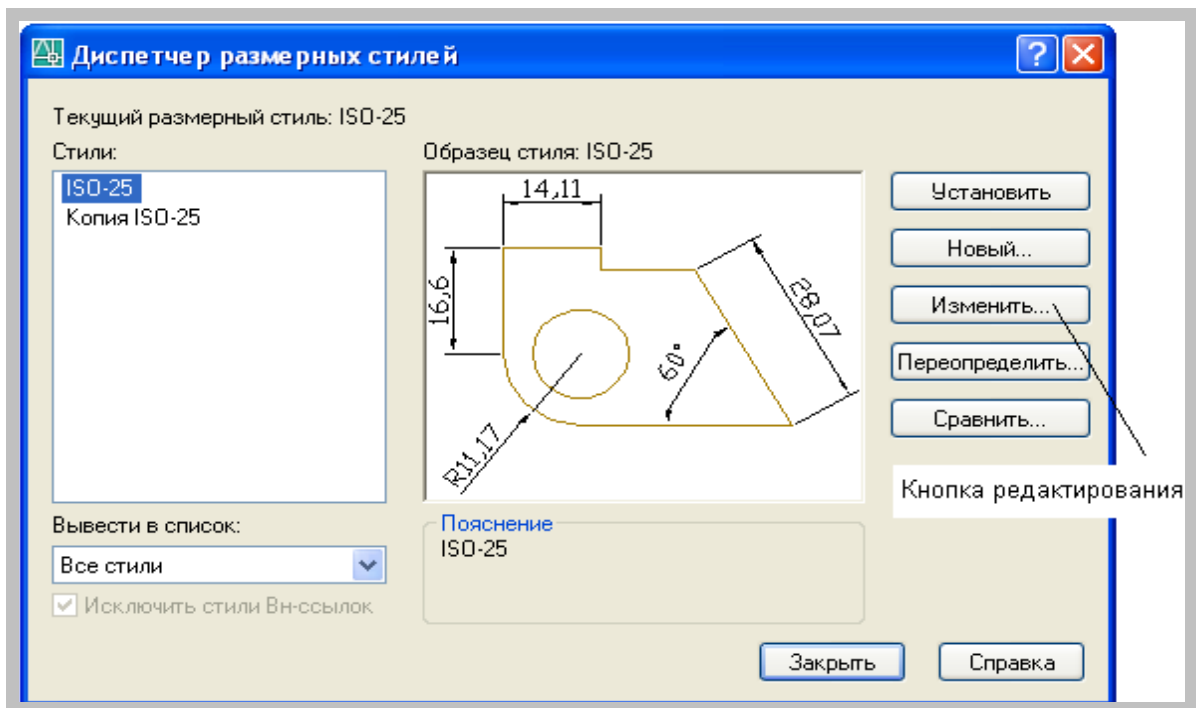 Диспетчер размерных стилей
Текущий размерный стиль: ISO-25
Стили:
Образец стиля: ISO-25
ISO-25
Копия ISO-25
14,11
16,6
28,07
60°
R11,17
Установить
Новый...
Изменить...
Переопределить...
Сравнить...
Кнопка редактирования
Вывести в список:
Все стили
Исключить стили Вн-ссылок
Пояснение
ISO-25
Закрыть
Справка